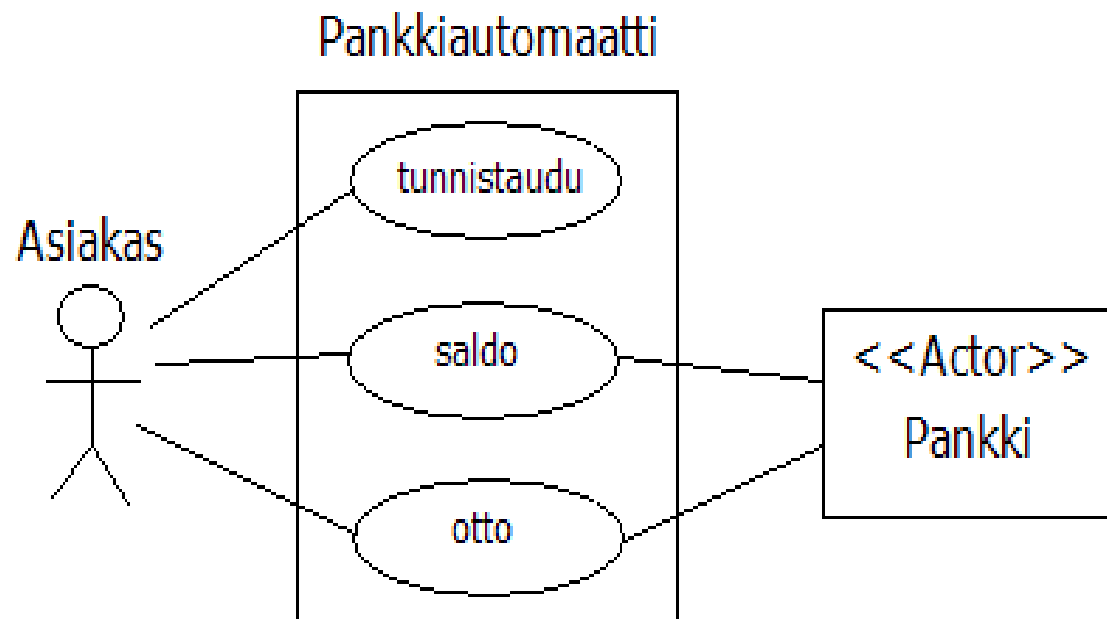 Pankkiautomaatti
tunnistaudu
Asiakas
saldo
<<Actor>>
Pankki
otto